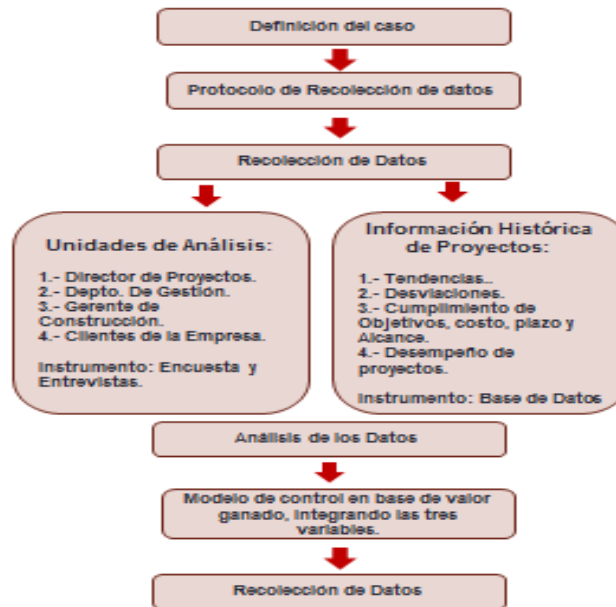 Definición del caso
Protocolo de Recolección de datos
Recolección de Datos
Unidades de Análisis:
1.- Director de Proyectos.
2.- Depto. De Gestión.
3.- Gerente de
Construcción.
4.- Clientes de la Empresa.
Instrumento: Encuesta y
Entrevistas.
Información Histórica
de Proyectos:
1.- Tendencias..
2.- Desviaciones.
3.- Cumplimiento de
Objetivos, costo, plazo y
Alcance.
4.- Desempeño de
proyectos.
Instrumento: Base de Datos
Análisis de los Datos
Modelo de control en base de valor
ganado, integrando las tres
variables.
Recolección de Datos